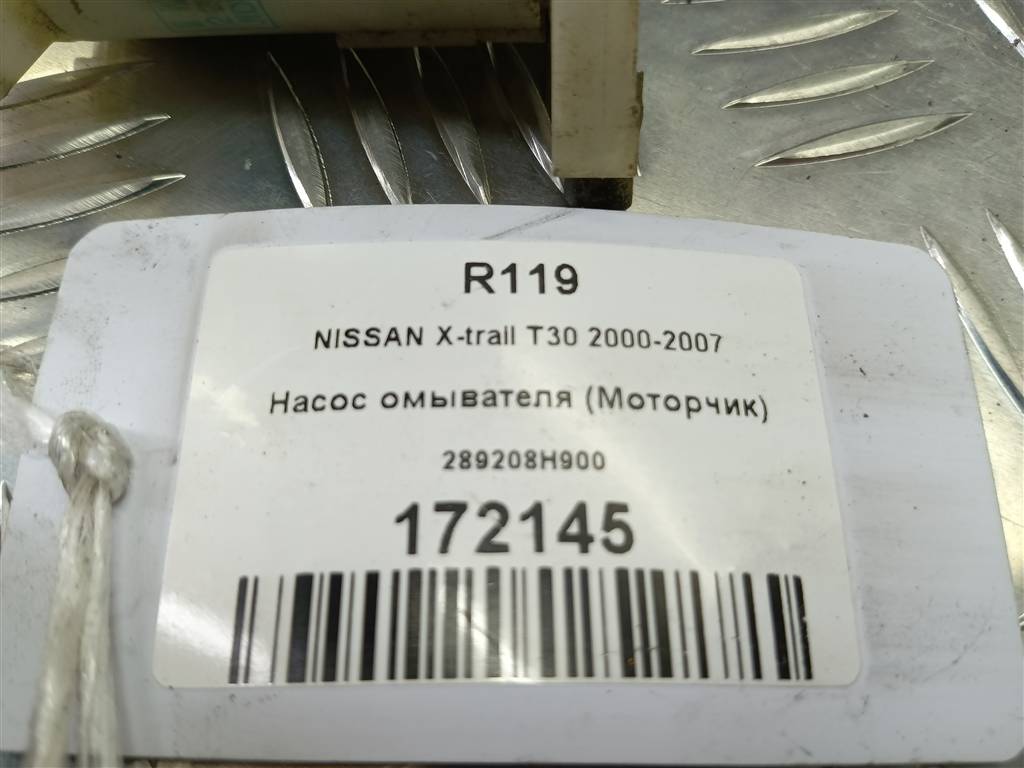 R119
NISSAN X-trail T30 2000-2007
Насос омывателя (Моторчик)
289208H900
172145